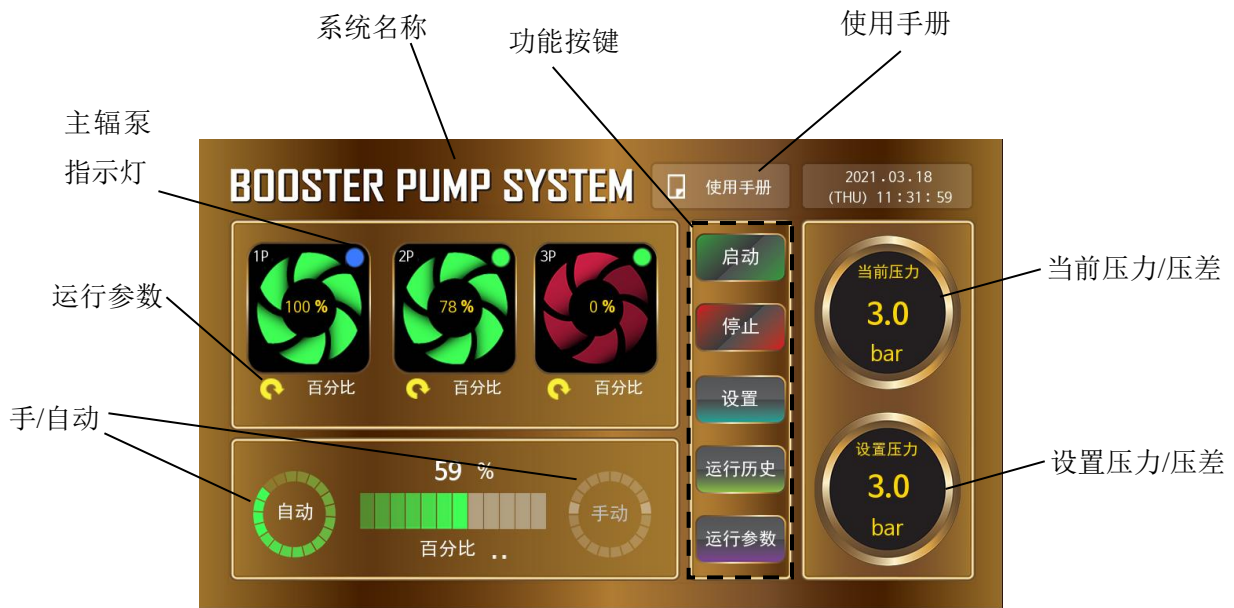 系统名称
功能按键
使用手册
主辐泵
指示灯
BOOSTER PUMP SYSTEM
使用手册
2021.03.18
(THU) 11:31:59
1P
2P
3P
100 %
78 %
0 %
百分比
百分比
百分比
运行参数
手/自动
自动
59 %
百分比 ..
手动
启动
停止
设置
运行历史
运行参数
当前压力
3.0
bar
设置压力
3.0
bar
当前压力/压差
设置压力/压差